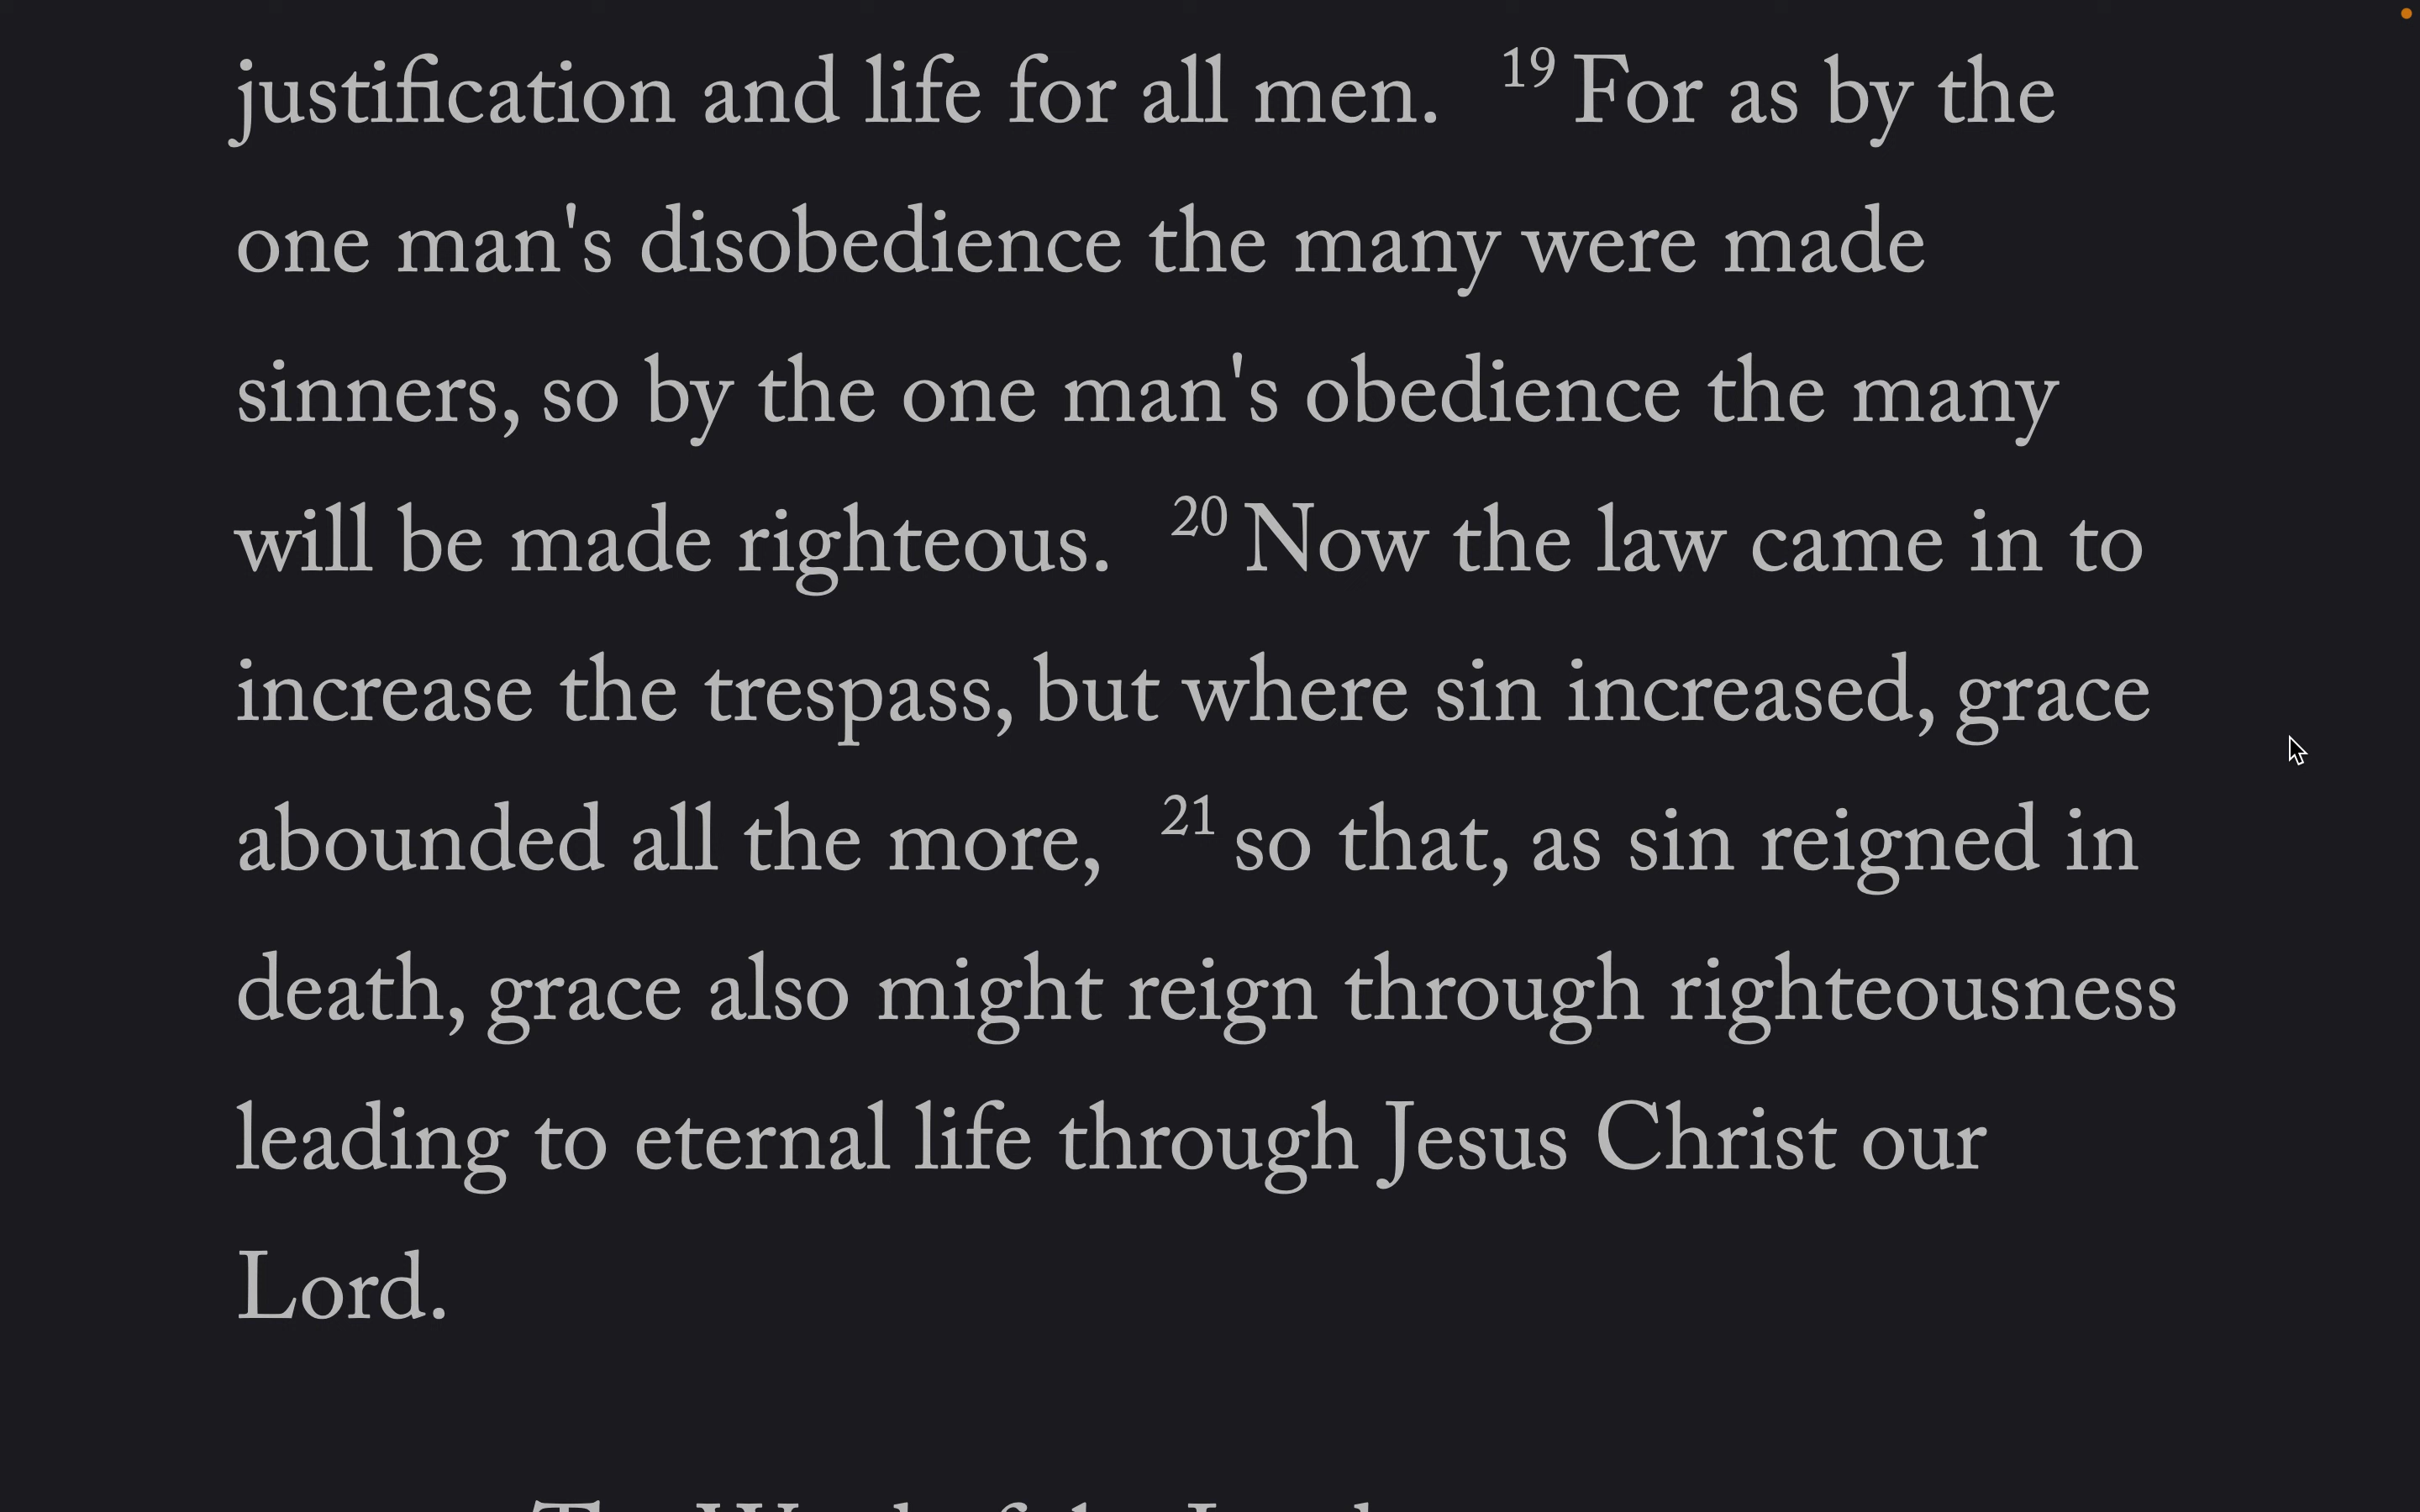 justification and life for all men. 19 For as by the
one man's disobedience the many were made
sinners, so by the one man's obedience the many
will be made righteous. 20 Now the law came in to
increase the trespass, but where sin increased, grace
abounded all the more, 21 so that, as sin reigned in
death, grace also might reign through righteousness
leading to eternal life through Jesus Christ our
Lord.